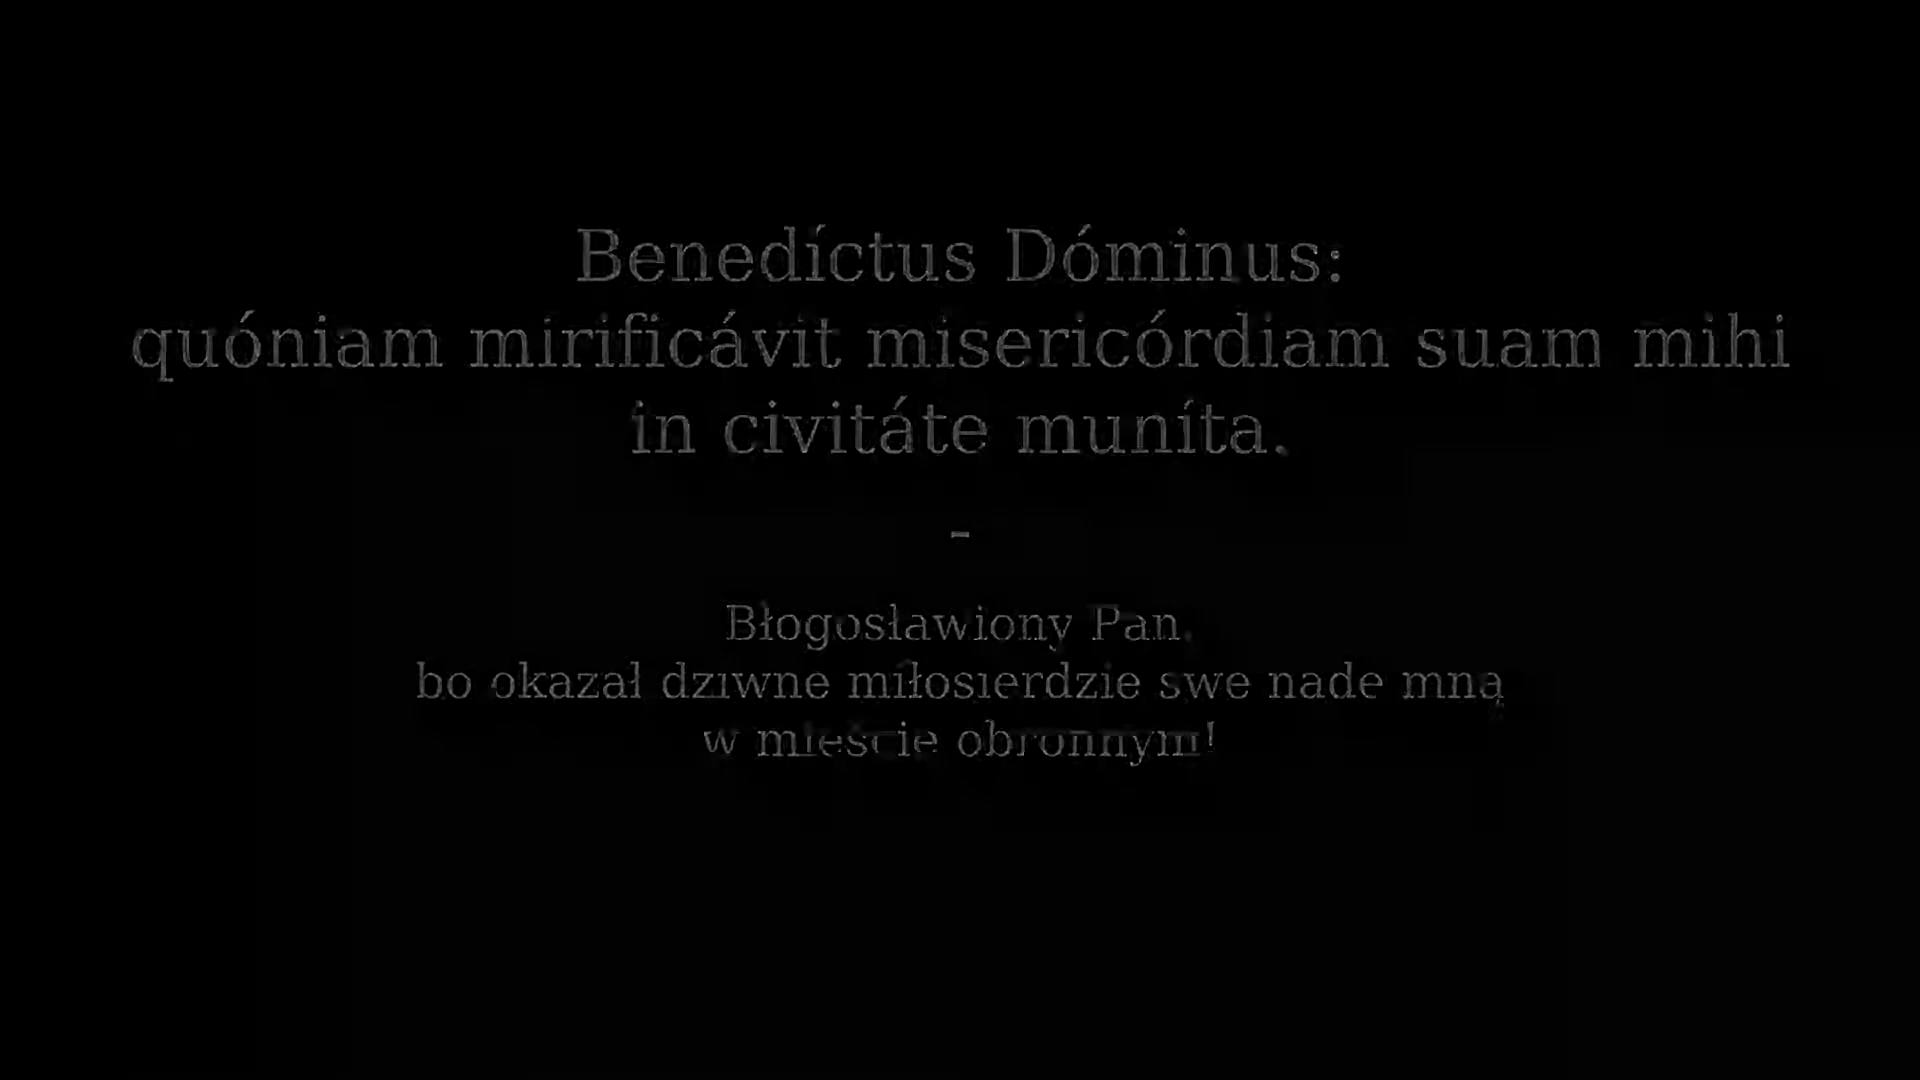 Benedíctus Dóminus:
quóniam mirificávit misericórdiam suam mihi
in civitáte muníta.
-
Błogosławiony Pan,
bo okazał dziwne miłosierdzie swe nade mną
w mieście obronnym!